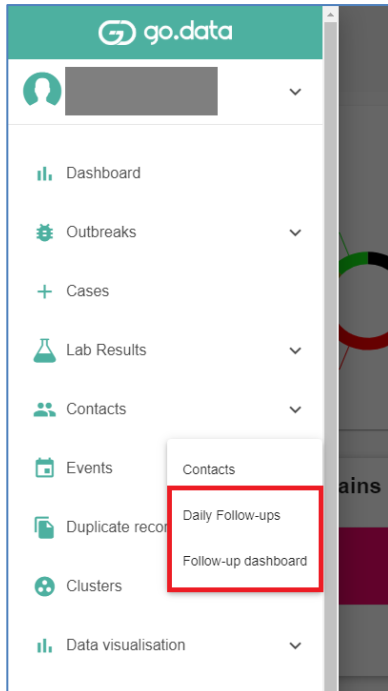 go.data
Dashboard
Outbreaks
Cases
Lab Results
Contacts
Events
Contacts
Daily Follow-ups
Duplicate recor
Follow-up dashboard
Clusters
Data visualisation
ains